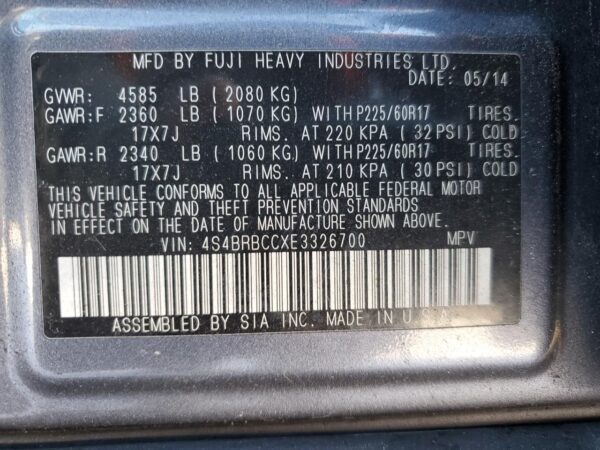 MFD BY FUJI HEAVY INDUSTRIES LTD.
DATE: 05/14
GVWR: 4585 LB ( 2080 KG)
GAWR:F 2360 LB ( 1070 KG) WITH P225/60R17 TIRES.
17X7J RIMS. AT 220 KPA ( 32 PSI) COLD
GAWR:R 2340 LB ( 1060 KG) WITH P225/60R17 TIRES.
17X7J RIMS. AT 210 KPA ( 30 PSI) COLD
THIS VEHICLE CONFORMS TO ALL APPLICABLE FEDERAL MOTOR
VEHICLE SAFETY AND THEFT PREVENTION STANDARDS
IN EFFECT ON THE DATE OF MANUFACTURE SHOWN ABOVE.
VIN: 4S4BRBCCXE3326700 MPV
ASSEMBLED BY SIA INC. MADE IN U.S.A.